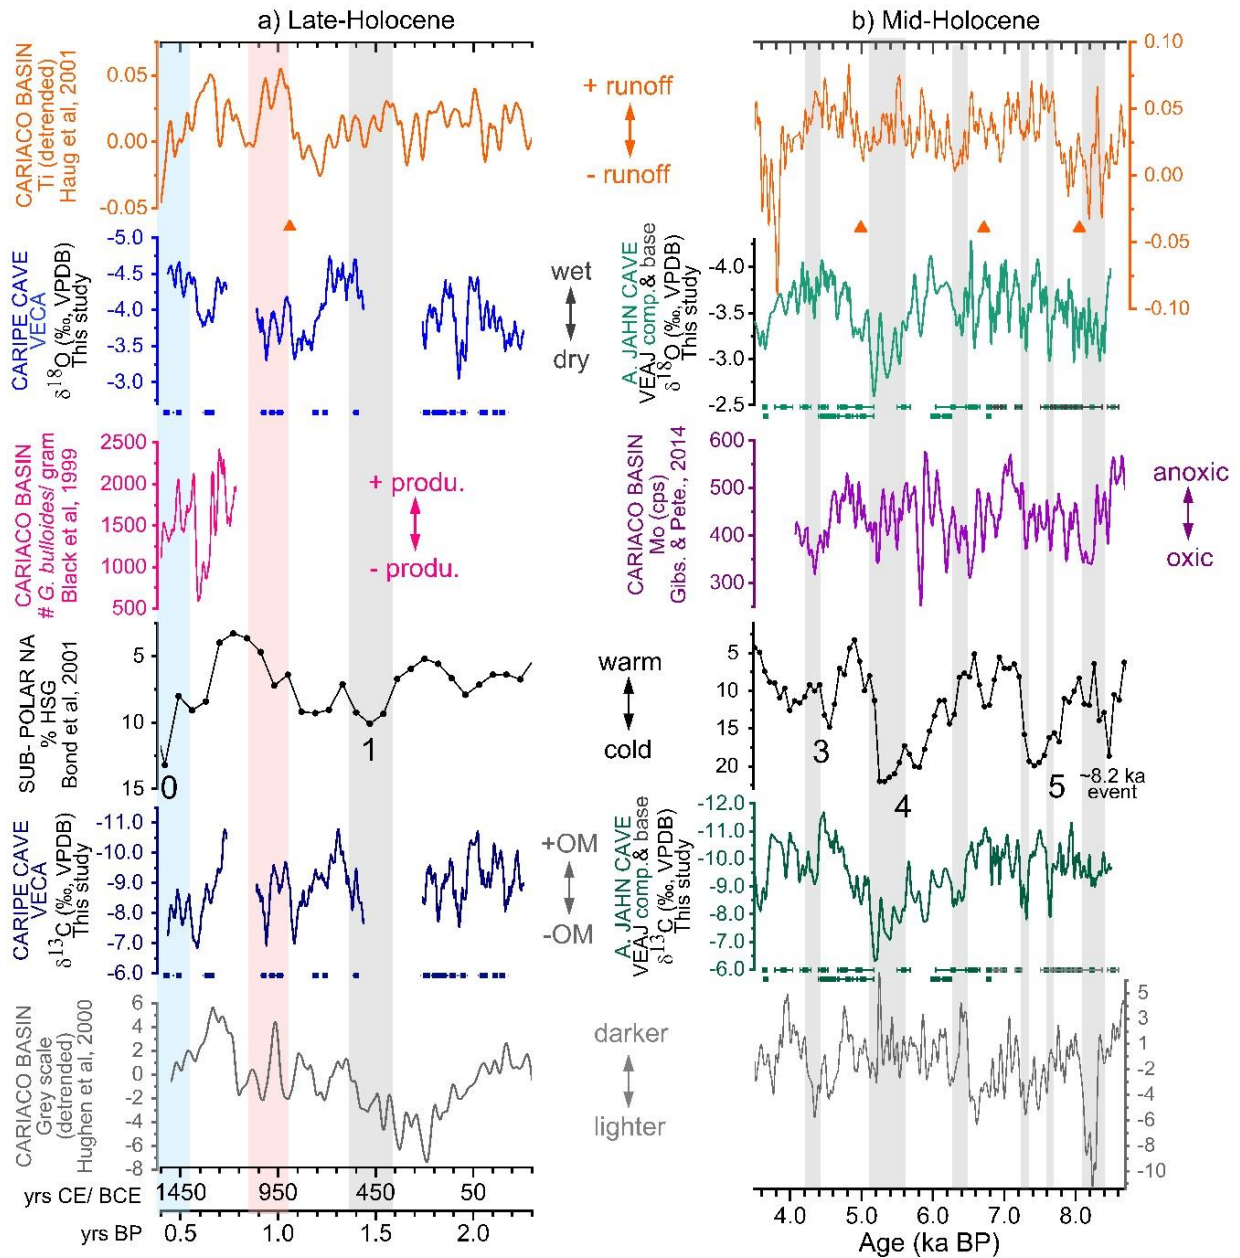 a) Late-Holocene
b) Mid-Holocene
CARIACO BASIN
Ti (detrended)
Haug et al, 2001
0.05
0.00
-0.05
+ runoff
- runoff
0.10
0.05
0.00
-0.05
-0.10
4.0 5.0 6.0 7.0 8.0
CARIPE CAVE
VECA
δ18O (‰, VPDB)
This study
-5.0
-4.5
-4.0
-3.5
-3.0
wet
dry
A. JAHN CAVE
VEAJ comp.& base
δ18O (‰, VPDB)
This study
-4.0
-3.5
-3.0
-2.5
CARIACO BASIN
# G. bulloides/ gram
Black et al, 1999
2500
2000
1500
1000
500
+ produ.
- produ.
CARIACO BASIN
Mo (cps)
Gibs. & Pete., 2014
600
500
400
300
anoxic
oxic
SUB- POLAR NA
% HSG
Bond et al, 2001
5
10
15
0
1
warm
cold
5
10
15
20
3
4
5
~8.2 ka
event
CARIPE CAVE
VECA
δ13C (‰, VPDB)
This study
-11.0
-10.0
-9.0
-8.0
-7.0
-6.0
+OM
-OM
A. JAHN CAVE
VEAJ comp.& base
δ13C (‰, VPDB)
This study
-12.0
-11.0
-10.0
-9.0
-8.0
-7.0
-6.0
CARIACO BASIN
Grey scale
(detrended)
Hughen et al, 2000
6
4
2
0
-2
-4
-6
-8
darker
lighter
5
3
1
-1
-2
-4
-6
-8
-10
yrs CE/ BCE
1450 950 450 50
yrs BP
0.5 1.0 1.5 2.0
4.0 5.0 6.0 7.0 8.0
Age (ka BP)